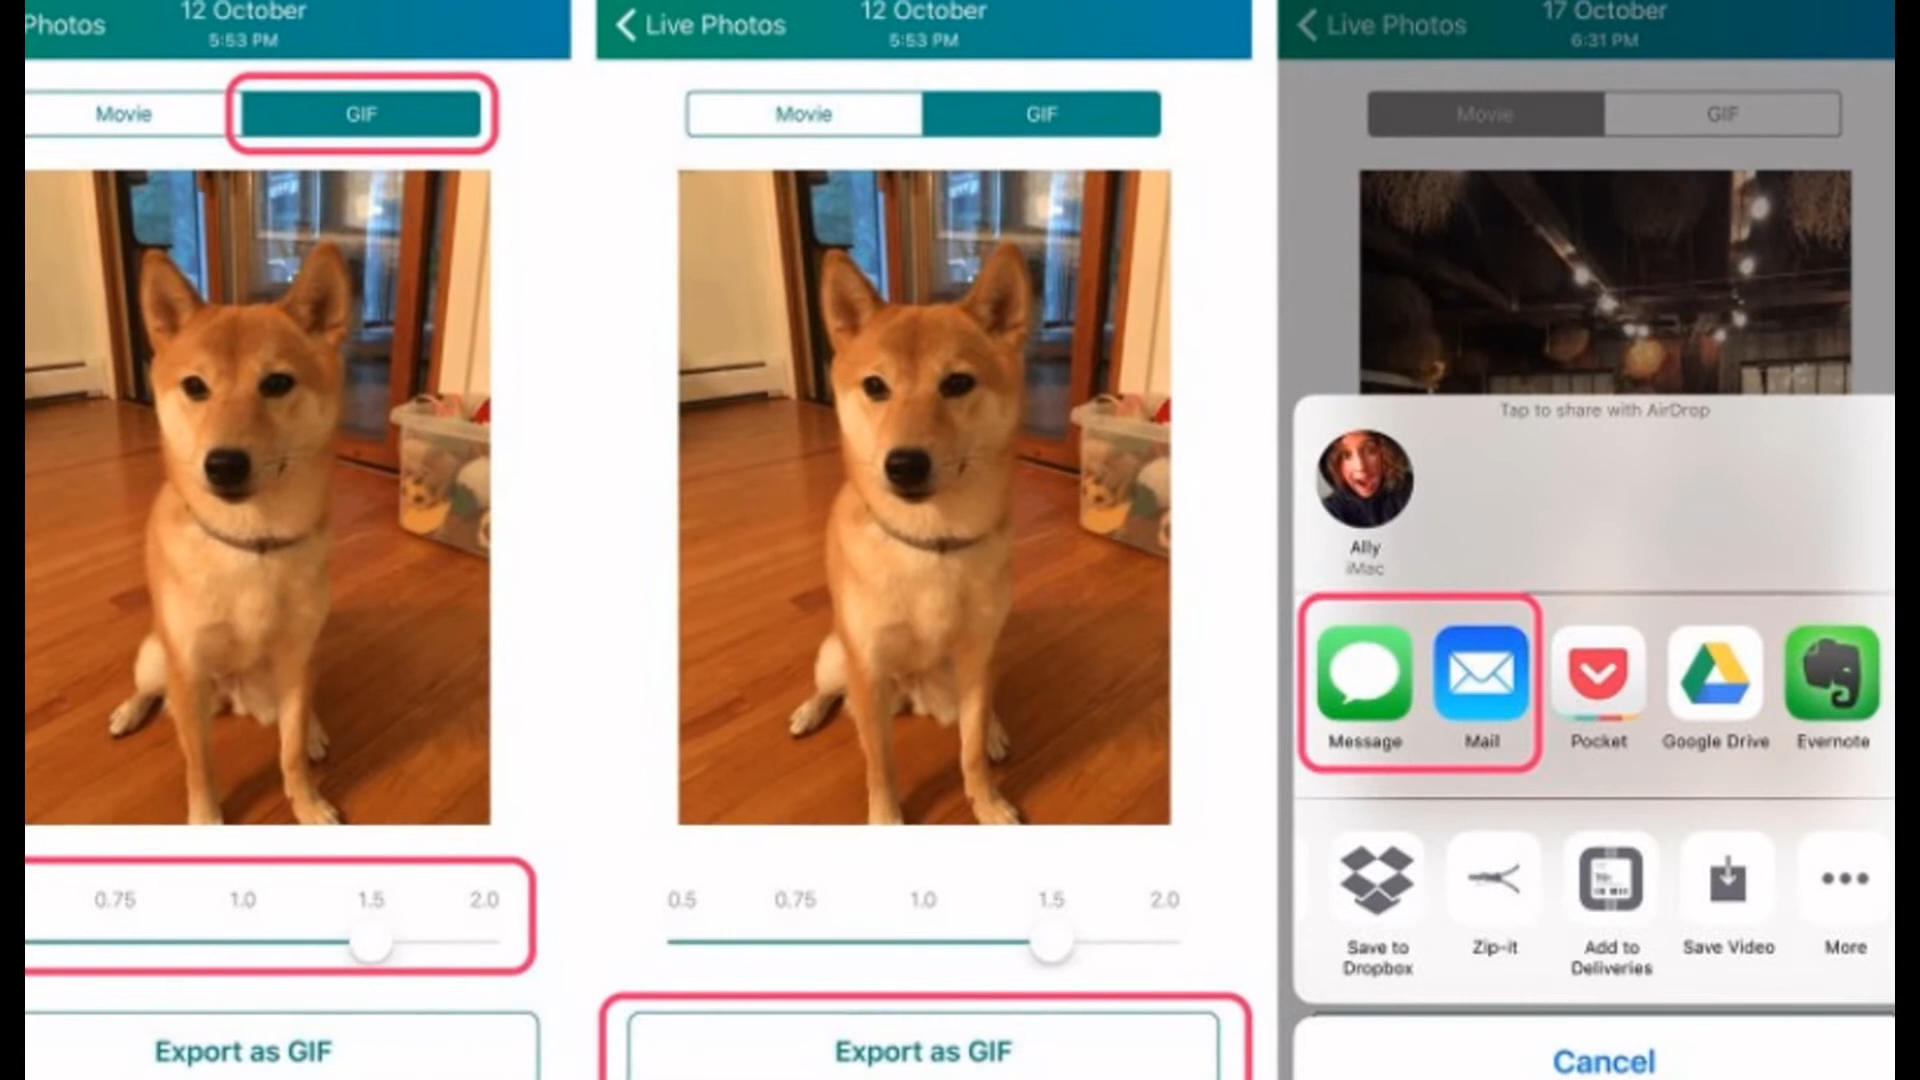 Photos
12 October
5:53 PM
Movie
GIF
0.75
1.0
1.5
2.0
Export as GIF
Live Photos
12 October
5:53 PM
Movie
GIF
0.5
0.75
1.0
1.5
2.0
Export as GIF
Live Photos
17 October
6:31 PM
Movie
GIF
Tap to share with AirDrop
Ally
iMac
Message
Mail
Pocket
Google Drive
Evernote
Save to
Dropbox
Zip-it
Add to
Deliveries
Save Video
More
Cancel